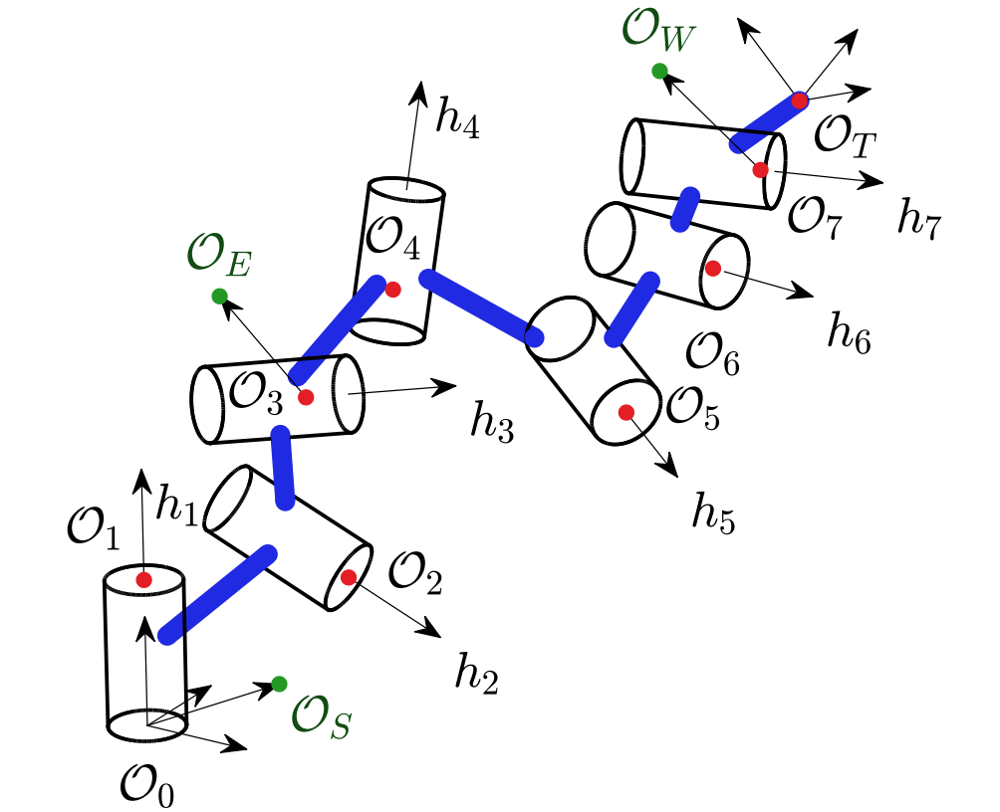 𝒪_W
𝒪_T
h_4
h_7
𝒪_7
𝒪_4
𝒪_E
h_6
𝒪_6
𝒪_3
𝒪_5
h_3
h_5
h_1
𝒪_1
𝒪_2
h_2
𝒪_S
𝒪_0